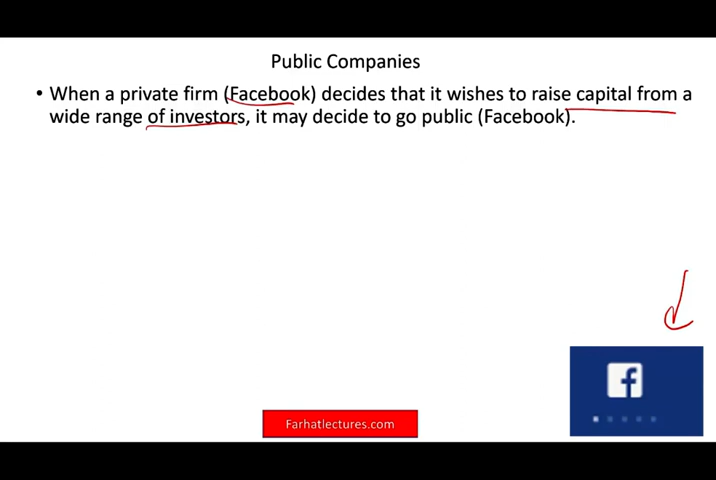 Public Companies
• When a private firm (Facebook) decides that it wishes to raise capital from a
wide range of investors, it may decide to go public (Facebook).
f
Farhatlectures.com